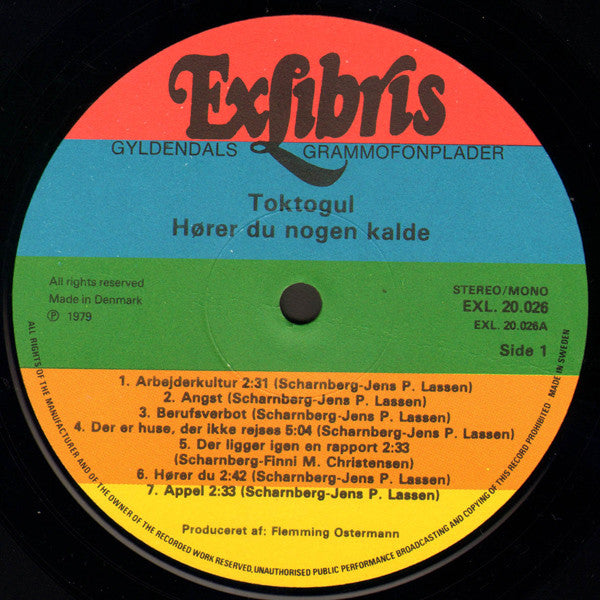 ExLibris
GYLDENDALS GRAMMOFONPLADER
Toktogul
Hører du nogen kalde
All rights reserved
Made in Denmark
Ⓟ 1979
STEREO/MONO
EXL. 20.026
EXL. 20.026A
Side 1
1. Arbejderkultur 2:31 (Scharnberg-Jens P. Lassen)
2. Angst (Scharnberg-Jens P. Lassen)
3. Berufsverbot (Scharnberg-Jens P. Lassen)
4. Der er huse, der ikke rejses 5:04 (Scharnberg-Jens P. Lassen)
5. Der ligger igen en rapport 2:33
(Scharnberg-Finni M. Christensen)
6. Hører du 2:42 (Scharnberg-Jens P. Lassen)
7. Appel 2:33 (Scharnberg-Jens P. Lassen)
Produceret af: Flemming Ostermann
ALL RIGHTS OF THE MANUFACTURER AND OF THE OWNER OF THE RECORDED WORK RESERVED, UNAUTHORISED PUBLIC PERFORMANCE BROADCASTING AND COPYING OF THIS RECORD PROHIBITED MADE IN SWEDEN